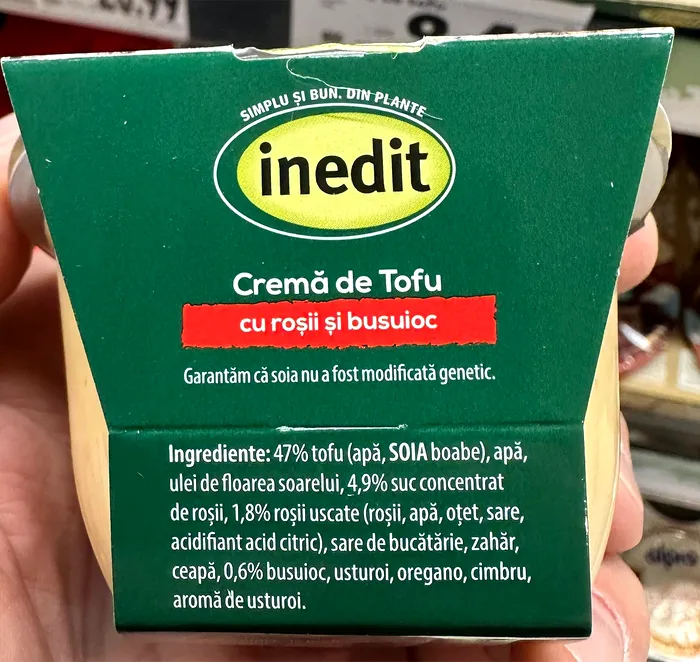 SIMPLU ȘI BUN. DIN PLANTE
inedit
Cremă de Tofu
cu roșii și busuioc
Garantăm că soia nu a fost modificată genetic.
Ingrediente: 47% tofu (apă, SOIA boabe), apă,
ulei de floarea soarelui, 4,9% suc concentrat
de roșii, 1,8% roșii uscate (roșii, apă, oțet, sare,
acidifiant acid citric), sare de bucătărie, zahăr,
ceapă, 0,6% busuioc, usturoi, oregano, cimbru,
aromă de usturoi.